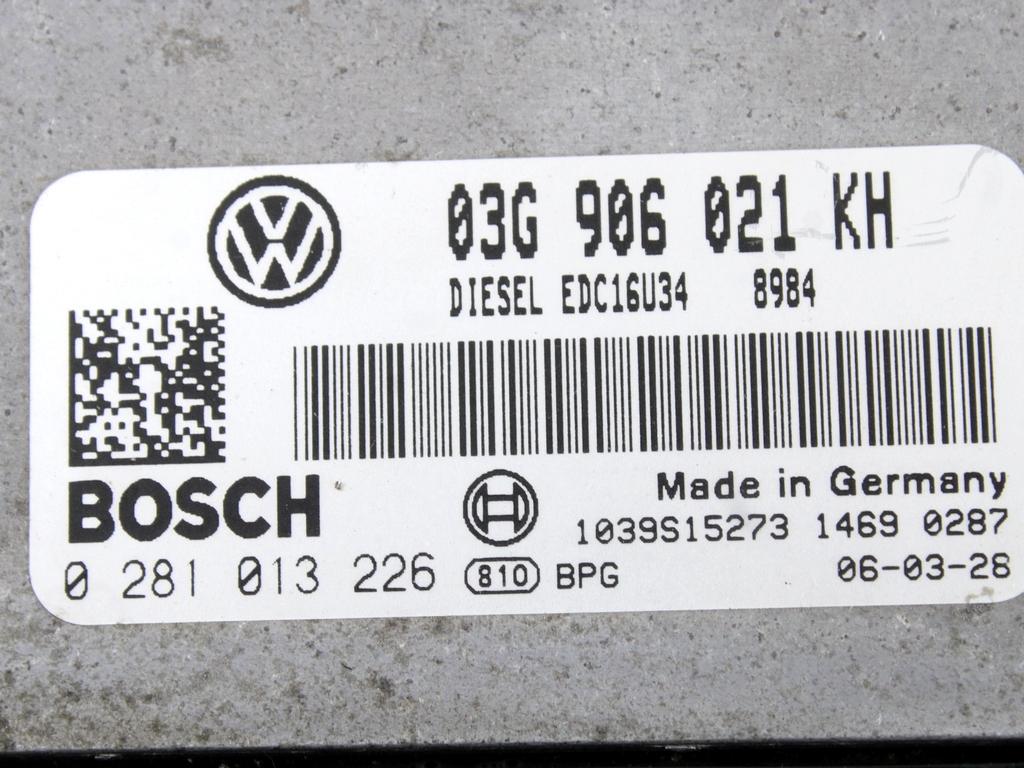 03G 906 021 KH
DIESEL EDC16U34 8984
BOSCH
Made in Germany
1039S15273 1469 0287
0 281 013 226 810 BPG 06-03-28